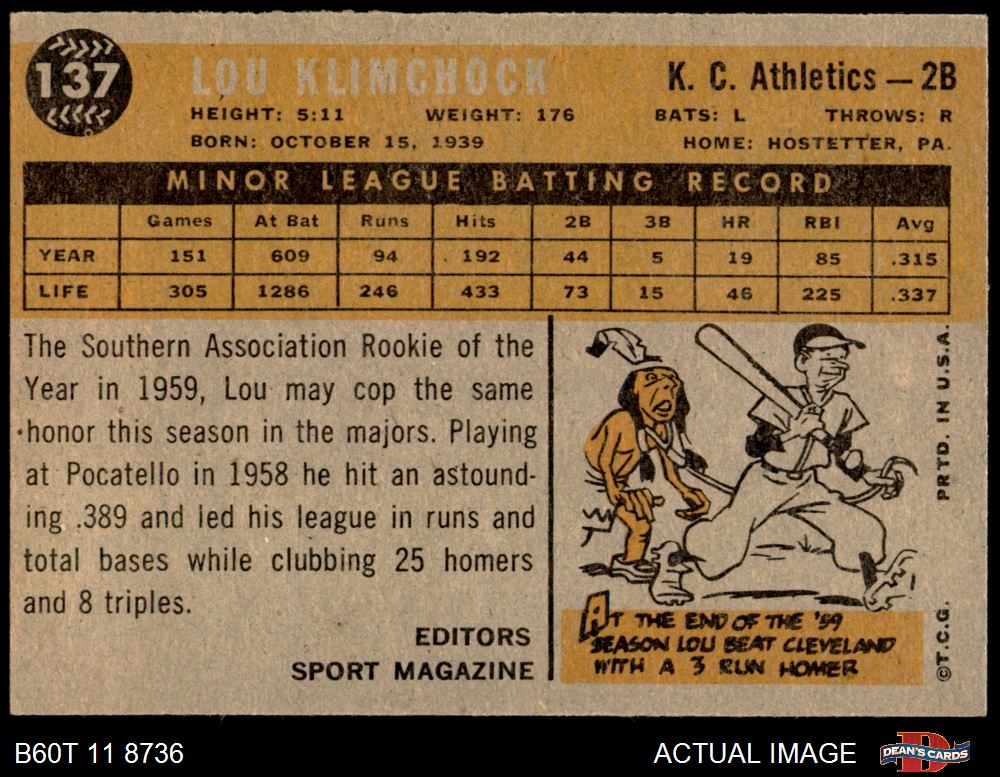 137
LOU KLIMCHOCK
K. C. Athletics — 2B
HEIGHT: 5:11 WEIGHT: 176 BATS: L THROWS: R
BORN: OCTOBER 15, 1939 HOME: HOSTETTER, PA.
MINOR LEAGUE BATTING RECORD
Games At Bat Runs Hits 2B 3B HR RBI Avg
YEAR 151 609 94 192 44 5 19 85 .315
LIFE 305 1286 246 433 73 15 46 225 .337
The Southern Association Rookie of the
Year in 1959, Lou may cop the same
honor this season in the majors. Playing
at Pocatello in 1958 he hit an astound-
ing .389 and led his league in runs and
total bases while clubbing 25 homers
and 8 triples.
EDITORS
SPORT MAGAZINE
AT THE END OF THE '59
SEASON LOU BEAT CLEVELAND
WITH A 3 RUN HOMER
©T.C.G. PRTD. IN U.S.A.
B60T 11 8736
ACTUAL IMAGE
DEAN'S CARDS